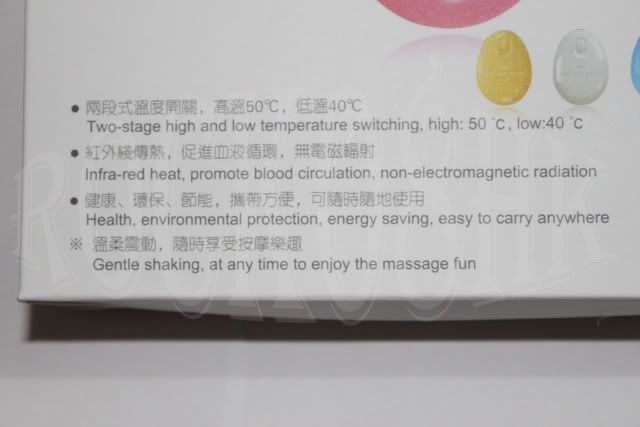 ● 兩段式溫度開關，高溫50℃，低溫40℃
Two-stage high and low temperature switching, high: 50 ℃, low:40 ℃
● 紅外綫傳熱，促進血液循環，無電磁輻射
Infra-red heat, promote blood circulation, non-electromagnetic radiation
● 健康、環保、節能，攜帶方便，可隨時隨地使用
Health, environmental protection, energy saving, easy to carry anywhere
※ 溫柔震動，隨時享受按摩樂趣
Gentle shaking, at any time to enjoy the massage fun